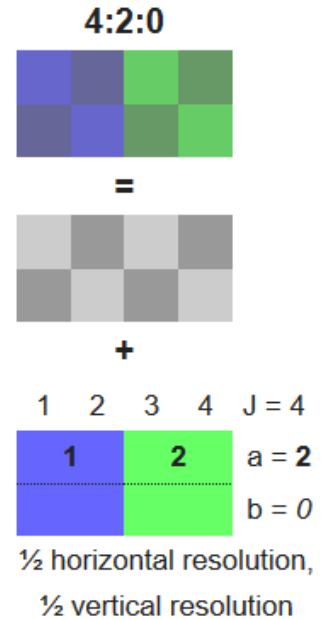 4:2:0
=
+
1 2 3 4 J = 4
1 2 a = 2
b = 0
½ horizontal resolution,
½ vertical resolution